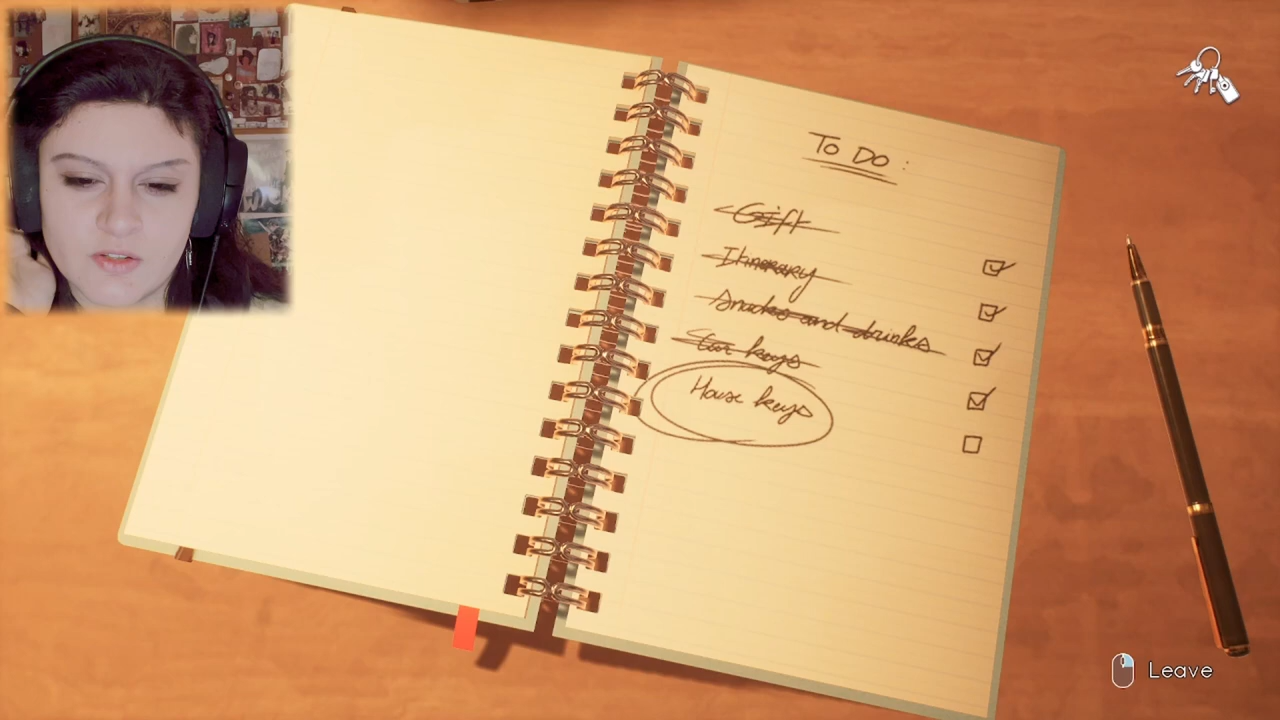 To Do :
- Gift
- Itinerary
- Snacks and drinks
- Car keys
House keys
Leave